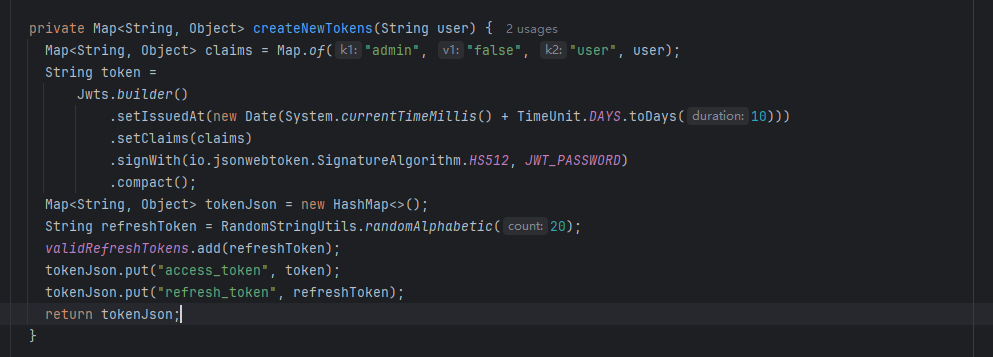 private Map<String, Object> createNewTokens(String user) { 2 usages
Map<String, Object> claims = Map.of( k1: "admin", v1: "false", k2: "user", user);
String token =
Jwts.builder()
.setIssuedAt(new Date(System.currentTimeMillis() + TimeUnit.DAYS.toDays( duration: 10)))
.setClaims(claims)
.signWith(io.jsonwebtoken.SignatureAlgorithm.HS512, JWT_PASSWORD)
.compact();
Map<String, Object> tokenJson = new HashMap<>();
String refreshToken = RandomStringUtils.randomAlphabetic( count: 20);
validRefreshTokens.add(refreshToken);
tokenJson.put("access_token", token);
tokenJson.put("refresh_token", refreshToken);
return tokenJson;
}